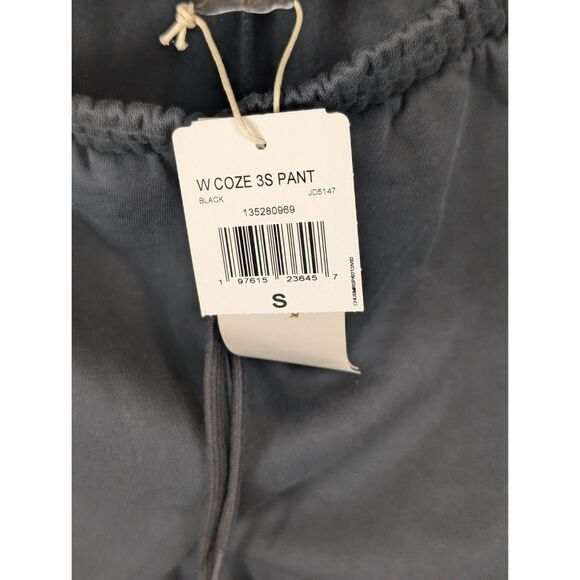 W COZE 3S PANT
BLACK JD5147
135280969
1 97615 23645 7
S